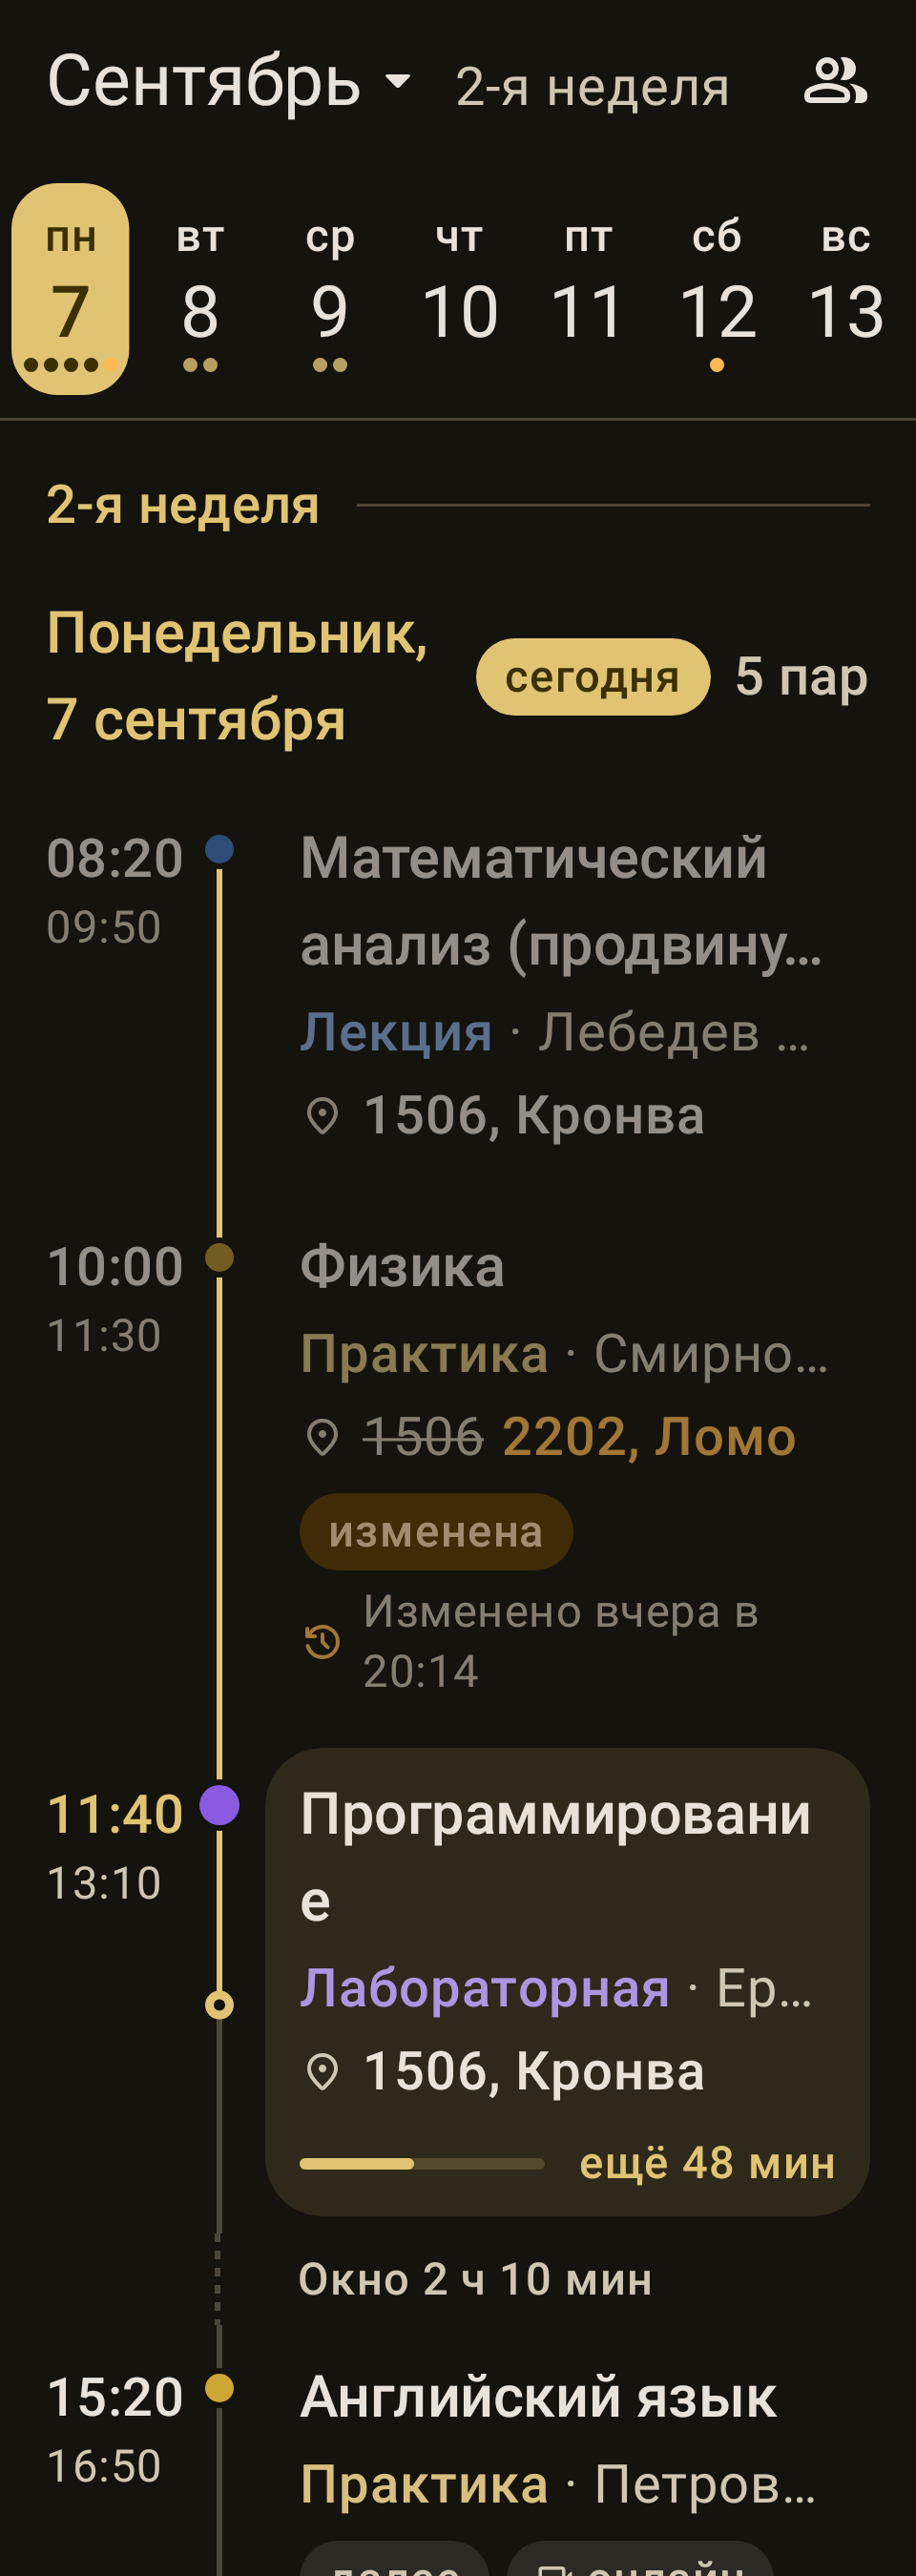 Сентябрь 2-я неделя
пн вт ср чт пт сб вс
7 8 9 10 11 12 13
2-я неделя
Понедельник,
7 сентября
сегодня 5 пар
08:20 Математический
09:50 анализ (продвину…
Лекция · Лебедев …
1506, Кронва
10:00 Физика
11:30
Практика · Смирно…
1506 2202, Ломо
изменена
Изменено вчера в
20:14
11:40 Программировани
13:10 е
Лабораторная · Ер…
1506, Кронва
ещё 48 мин
Окно 2 ч 10 мин
15:20 Английский язык
16:50
Практика · Петров…
далее онлайн